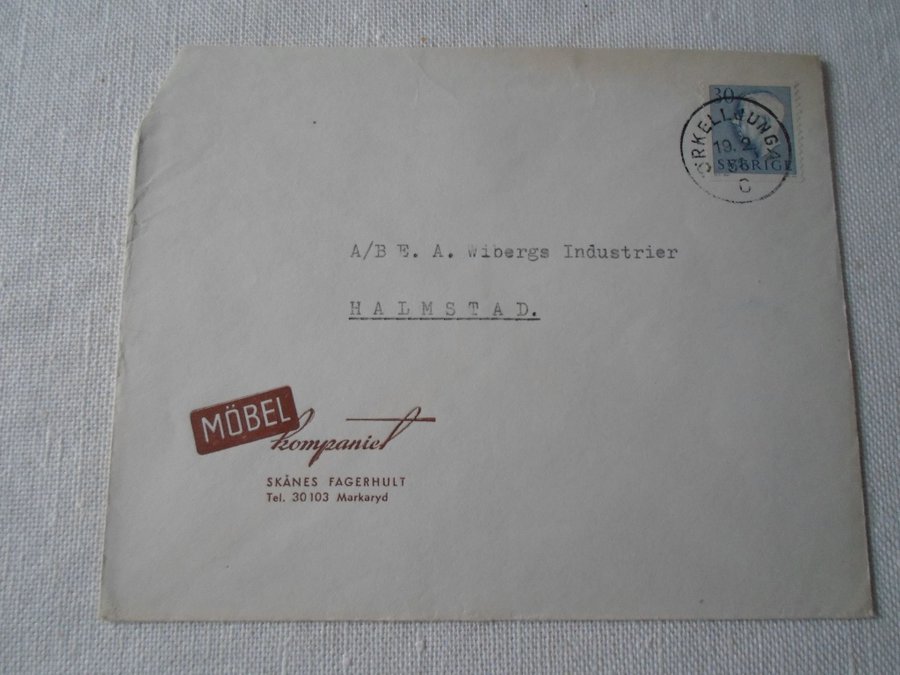 30
ÖRKELLJUNGA
19. 2.
SVERIGE
C
A/B E. A. Wibergs Industrier
HALMSTAD.
MÖBEL
kompaniet
SKÅNES FAGERHULT
Tel. 30103 Markaryd